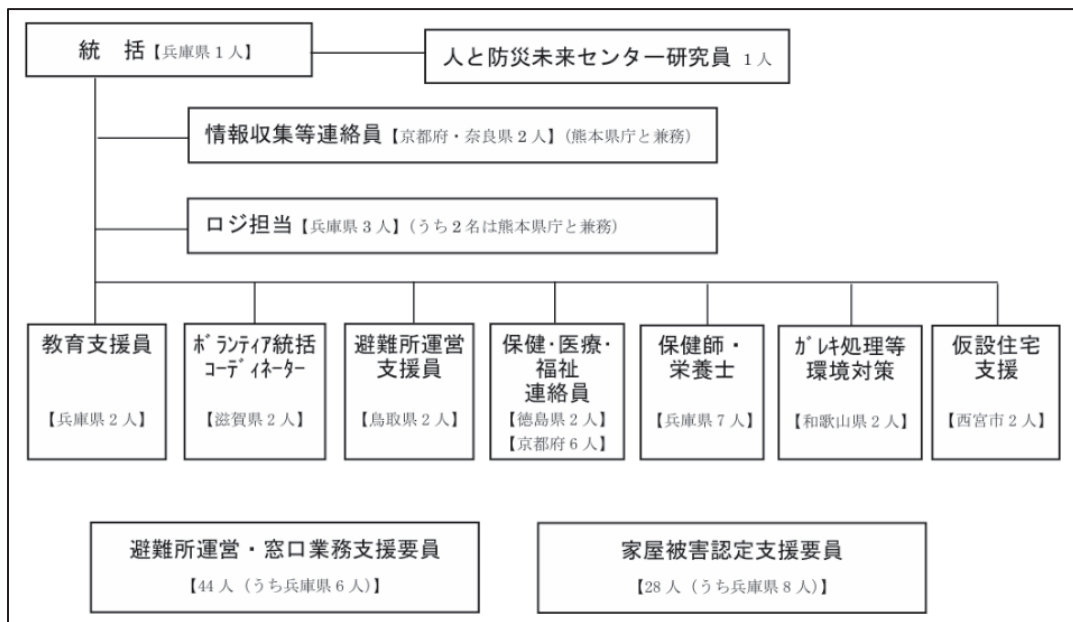 統　括【兵庫県1人】
人と防災未来センター研究員 1人
情報収集等連絡員【京都府・奈良県2人】(熊本県庁と兼務)
ロジ担当【兵庫県3人】(うち2名は熊本県庁と兼務)
教育支援員
【兵庫県2人】
ﾎﾞﾗﾝﾃｨｱ統括
ｺｰﾃﾞｨﾈｰﾀｰ
【滋賀県2人】
避難所運営
支援員
【鳥取県2人】
保健・医療・
福祉
連絡員
【徳島県2人】
【京都府6人】
保健師・
栄養士
【兵庫県7人】
ｶﾞﾚｷ処理等
環境対策
【和歌山県2人】
仮設住宅
支援
【西宮市2人】
避難所運営・窓口業務支援要員
【44人（うち兵庫県6人）】
家屋被害認定支援要員
【28人（うち兵庫県8人）】